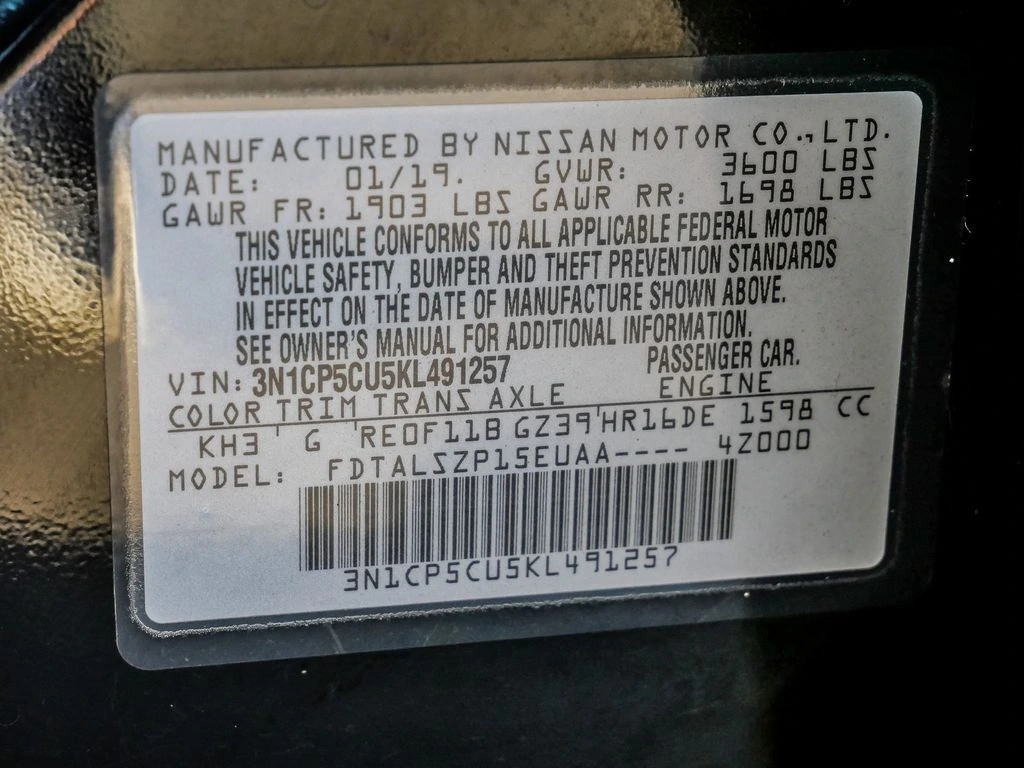 MANUFACTURED BY NISSAN MOTOR CO., LTD.
DATE: 01/19. GVWR: 3600 LBS
GAWR FR: 1903 LBS GAWR RR: 1698 LBS
THIS VEHICLE CONFORMS TO ALL APPLICABLE FEDERAL MOTOR
VEHICLE SAFETY, BUMPER AND THEFT PREVENTION STANDARDS
IN EFFECT ON THE DATE OF MANUFACTURE SHOWN ABOVE.
SEE OWNER'S MANUAL FOR ADDITIONAL INFORMATION.
VIN: 3N1CP5CU5KL491257 PASSENGER CAR.
COLOR TRIM TRANS AXLE ENGINE
KH3 ' G 'RE0F11B GZ39'HR16DE 1598 CC
MODEL: FDTALSZP15EUAA---- 4Z000
3N1CP5CU5KL491257